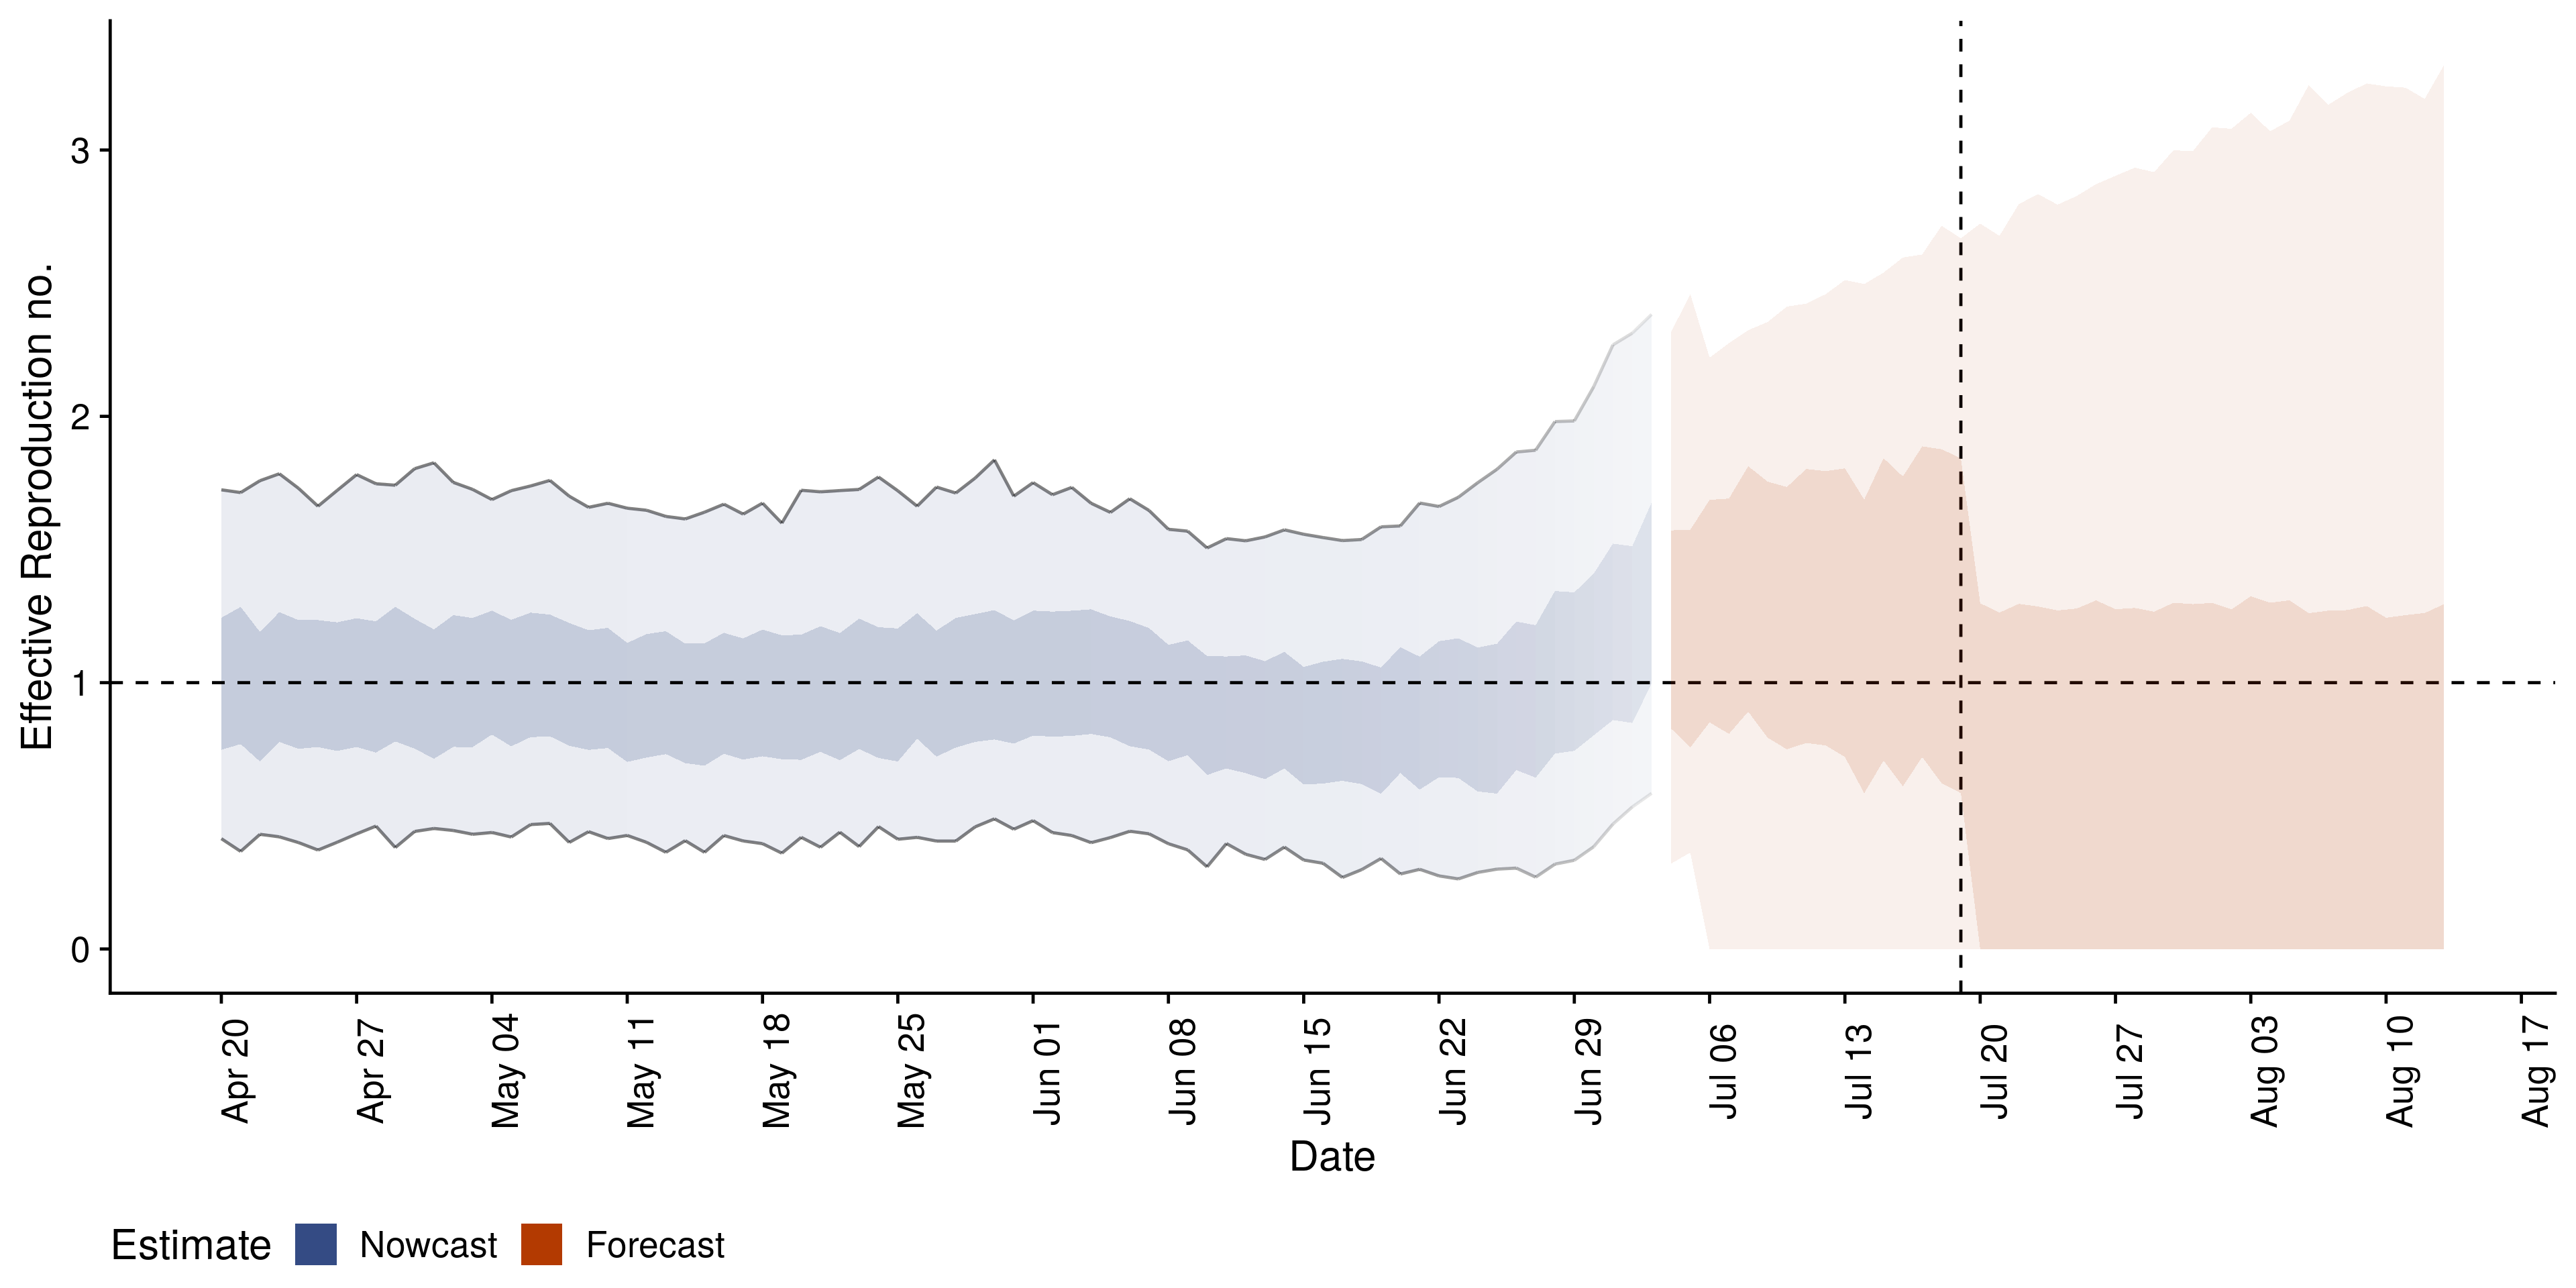 Effective Reproduction no.
3
2
1
0
Apr 20
Apr 27
May 04
May 11
May 18
May 25
Jun 01
Jun 08
Jun 15
Jun 22
Jun 29
Jul 06
Jul 13
Jul 20
Jul 27
Aug 03
Aug 10
Aug 17
Date
Estimate Nowcast Forecast